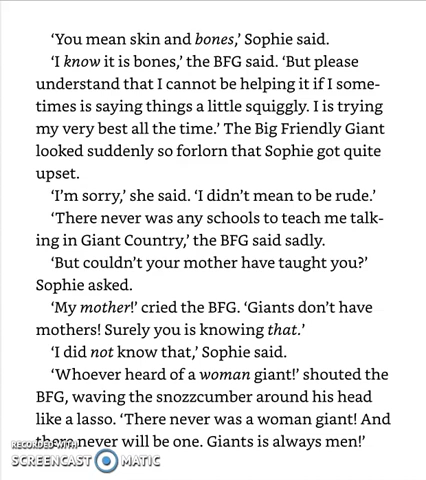 ‘You mean skin and bones,’ Sophie said.
‘I know it is bones,’ the BFG said. ‘But please
understand that I cannot be helping it if I some-
times is saying things a little squiggly. I is trying
my very best all the time.’ The Big Friendly Giant
looked suddenly so forlorn that Sophie got quite
upset.
‘I’m sorry,’ she said. ‘I didn’t mean to be rude.’
‘There never was any schools to teach me talk-
ing in Giant Country,’ the BFG said sadly.
‘But couldn’t your mother have taught you?’
Sophie asked.
‘My mother!’ cried the BFG. ‘Giants don’t have
mothers! Surely you is knowing that.’
‘I did not know that,’ Sophie said.
‘Whoever heard of a woman giant!’ shouted the
BFG, waving the snozzcumber around his head
like a lasso. ‘There never was a woman giant! And
there never will be one. Giants is always men!’
RECORDED WITH
SCREENCAST MATIC